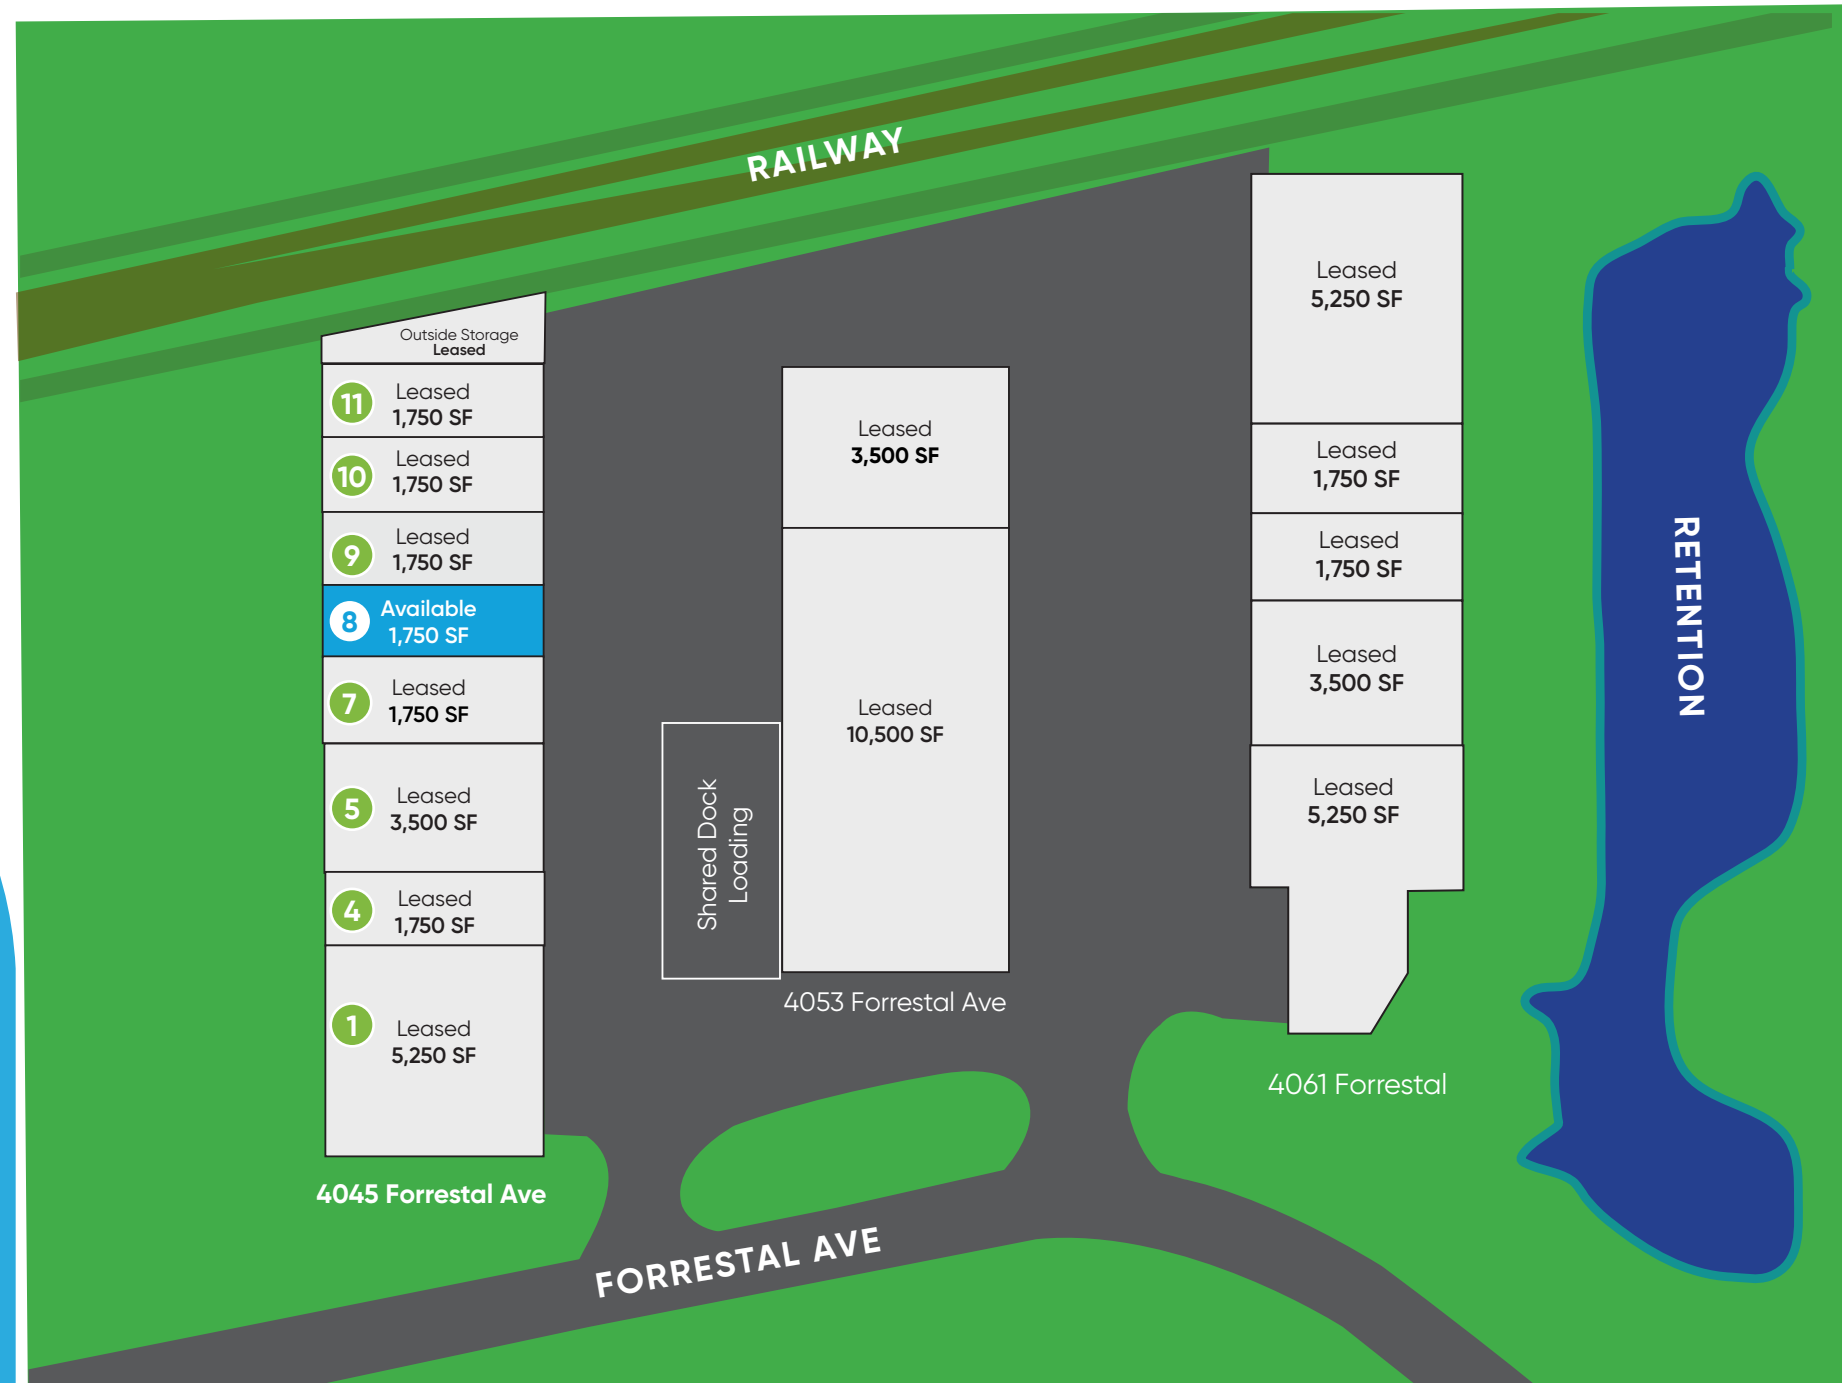 RAILWAY
Outside Storage
Leased
11
Leased
1,750 SF
10
Leased
1,750 SF
9
Leased
1,750 SF
8
Available
1,750 SF
7
Leased
1,750 SF
5
Leased
3,500 SF
4
Leased
1,750 SF
1
Leased
5,250 SF
4045 Forrestal Ave
Leased
3,500 SF
Leased
10,500 SF
Shared Dock
Loading
4053 Forrestal Ave
Leased
5,250 SF
Leased
1,750 SF
Leased
1,750 SF
Leased
3,500 SF
Leased
5,250 SF
4061 Forrestal
RETENTION
FORRESTAL AVE